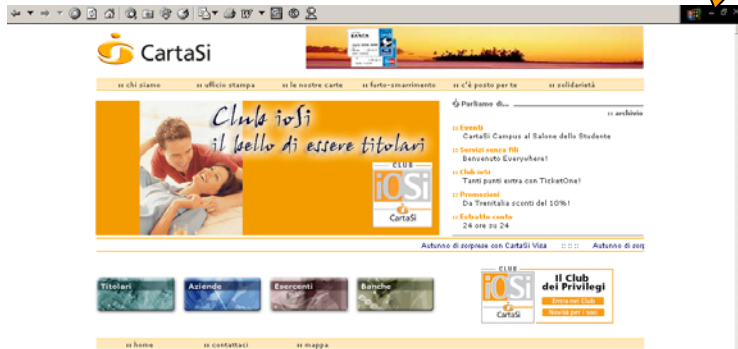 CartaSi
BANCA
:: chi siamo :: ufficio stampa :: le nostre carte :: furto-smarrimento :: c'è posto per te :: solidarietà
Club ioSi
il bello di essere titolari
CLUB
iOSi
CartaSi
Parliamo di...
:: archivio
:: Eventi
CartaSi Campus al Salone dello Studente
:: Servizi senza fili
Benvenuto Everywhere!
:: Club ioSi
Tanti punti extra con TicketOne!
:: Promozioni
Da Trenitalia sconti del 10%!
:: Estratto conto
24 ore su 24
Autunno di sorprese con CartaSi Visa :::: Autunno di sorp
Titolari Aziende Esercenti Banche
CLUB
iOSi
CartaSi
Il Club
dei Privilegi
Entra nel Club
Novità per i soci
:: home :: contattaci :: mappa